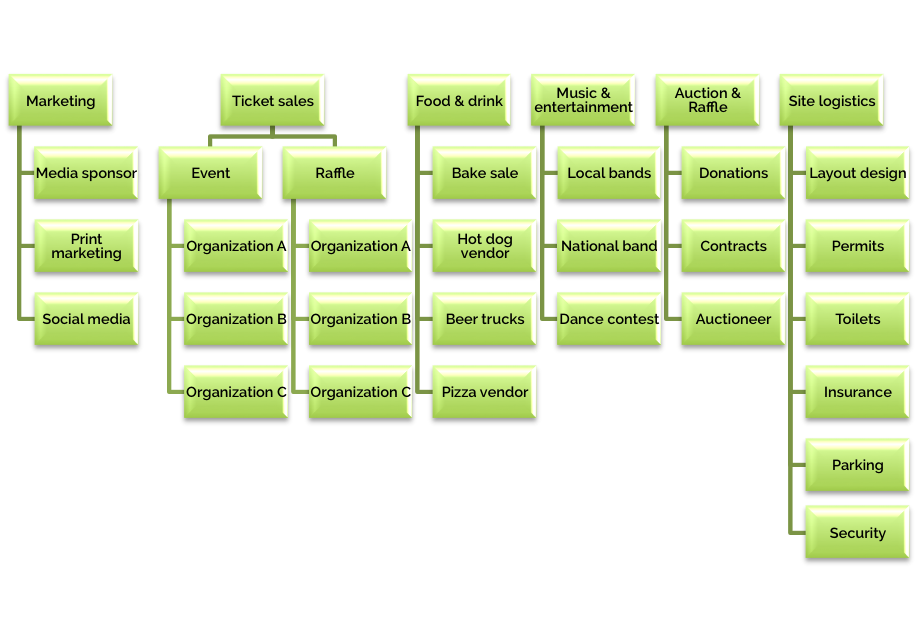 Marketing
Media sponsor
Print
marketing
Social media
Ticket sales
Event
Organization A
Organization B
Organization C
Raffle
Organization A
Organization B
Organization C
Food & drink
Bake sale
Hot dog
vendor
Beer trucks
Pizza vendor
Music &
entertainment
Local bands
National band
Dance contest
Auction &
Raffle
Donations
Contracts
Auctioneer
Site logistics
Layout design
Permits
Toilets
Insurance
Parking
Security